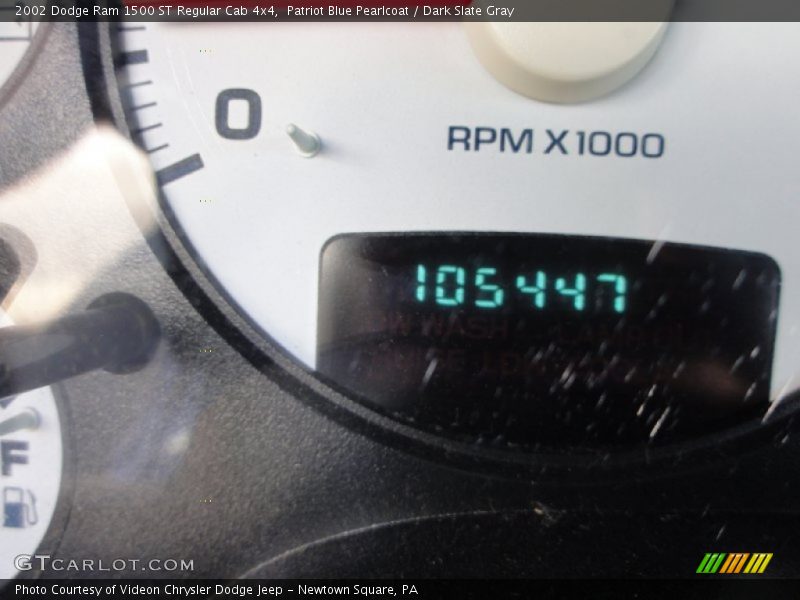 2002 Dodge Ram 1500 ST Regular Cab 4x4,  Patriot Blue Pearlcoat / Dark Slate Gray
0
RPM X1000
105447
WASH
F
GTCARLOT.COM
Photo Courtesy of Videon Chrysler Dodge Jeep - Newtown Square, PA